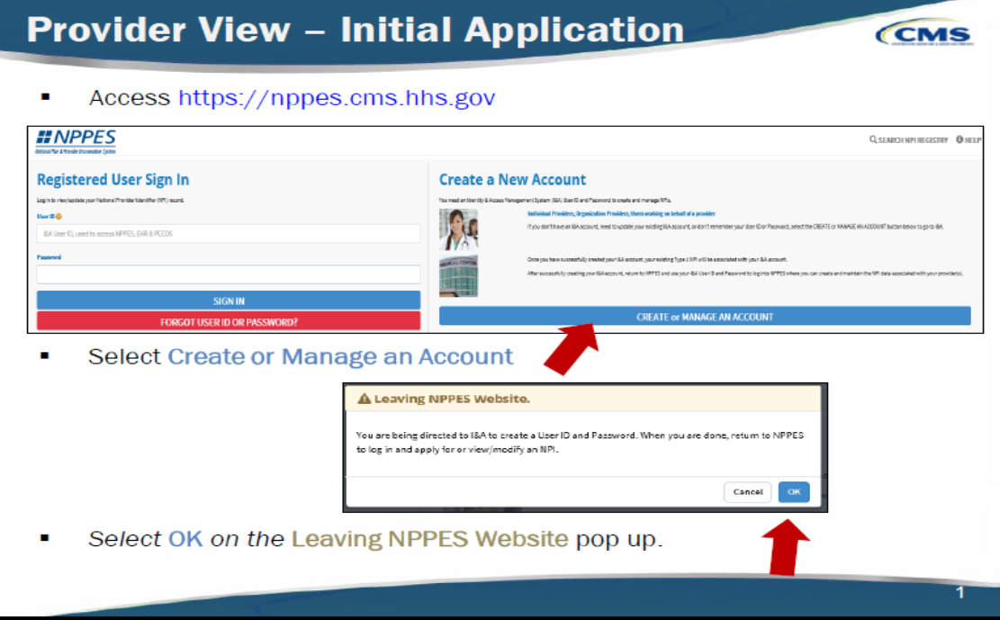 Provider View – Initial Application
CMS
▪ Access https://nppes.cms.hhs.gov
NPPES
National Plan & Provider Enumeration System
SEARCH NPI REGISTRY HELP
Registered User Sign In
Log in to view/update your National Provider Identifier (NPI) record.
User ID
I&A User ID, used to access NPPES, EHR & PECOS
Password
SIGN IN
FORGOT USER ID OR PASSWORD?
Create a New Account
You need an Identity & Access Management System (I&A) User ID and Password to create and manage NPIs.
Individual Providers, Organization Providers, Users working on behalf of a provider
If you don't have an I&A account, need to update your existing I&A account, or don't remember your User ID or Password, select the CREATE or MANAGE AN ACCOUNT button below to go to I&A.
MEDICAL CENTER
Once you have successfully created your I&A account, your existing Type 1 NPI will be associated with your I&A account.
After successfully creating your I&A account, return to NPPES and use your I&A User ID and Password to log into NPPES where you can create and maintain the NPI data associated with your provider(s).
CREATE or MANAGE AN ACCOUNT
▪ Select Create or Manage an Account
Leaving NPPES Website.
You are being directed to I&A to create a User ID and Password. When you are done, return to NPPES
to log in and apply for or view/modify an NPI.
Cancel OK
▪ Select OK on the Leaving NPPES Website pop up.
1